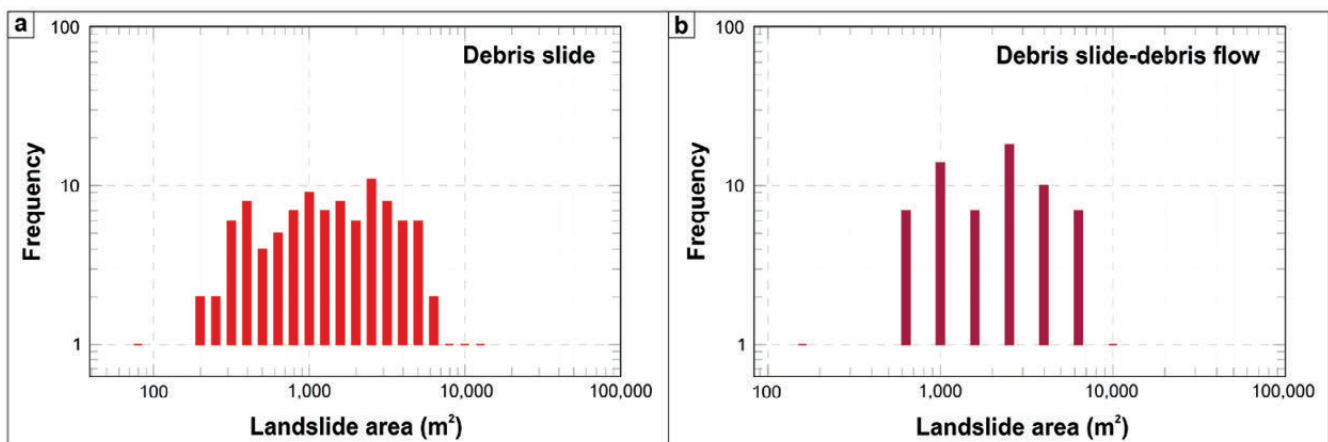 a
Debris slide
100
10
1
Frequency
100
1,000
10,000
100,000
Landslide area (m²)
b
Debris slide-debris flow
100
10
1
Frequency
100
1,000
10,000
100,000
Landslide area (m²)